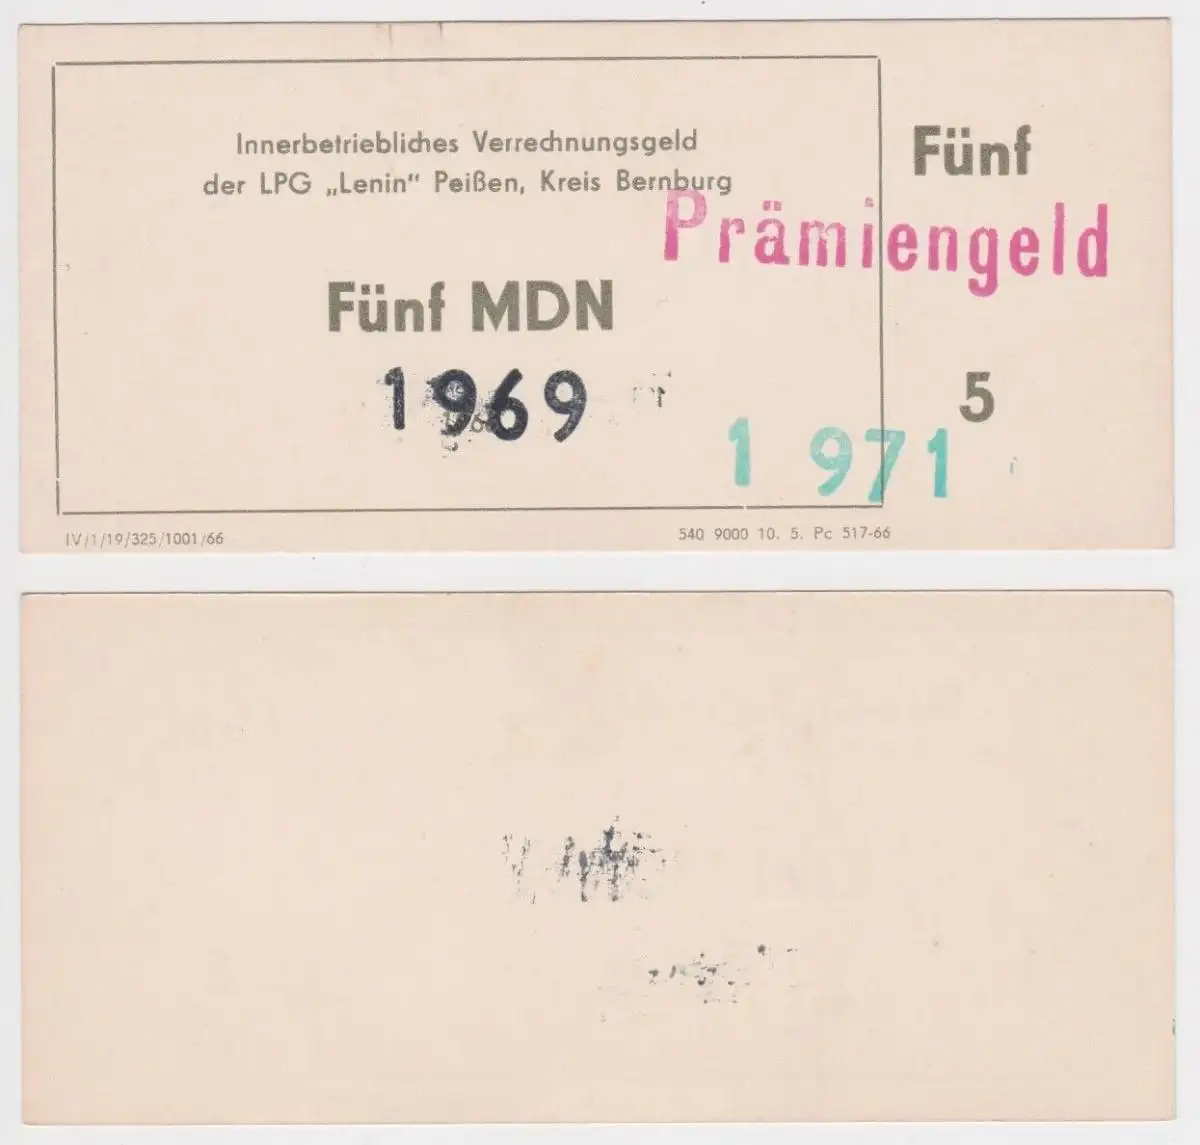 Innerbetriebliches Verrechnungsgeld
der LPG „Lenin“ Peißen, Kreis Bernburg
Fünf
Prämiengeld
Fünf MDN
1969
5
1 971
IV/1/19/325/1001/66
540 9000 10. 5. Pc 517-66